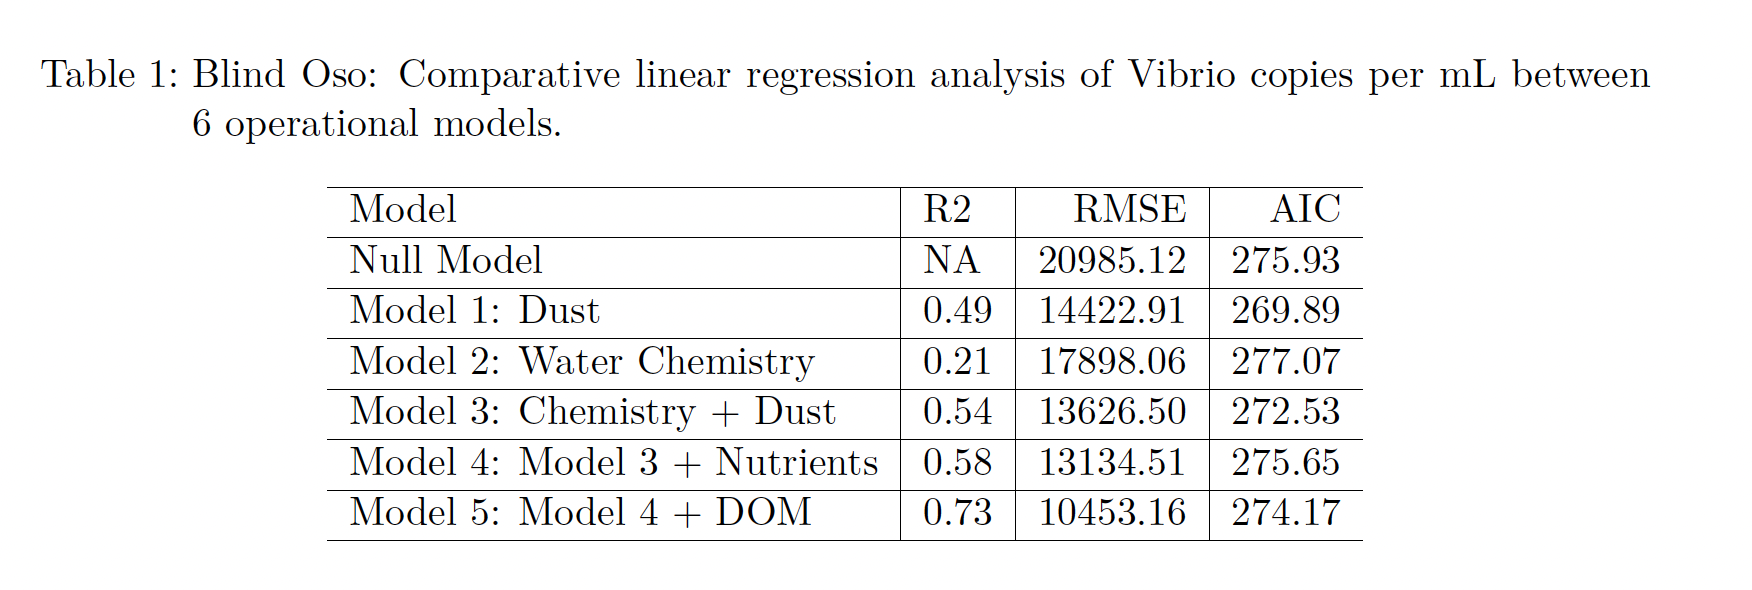 Table 1: Blind Oso: Comparative linear regression analysis of Vibrio copies per mL between
6 operational models.
Model R2 RMSE AIC
Null Model NA 20985.12 275.93
Model 1: Dust 0.49 14422.91 269.89
Model 2: Water Chemistry 0.21 17898.06 277.07
Model 3: Chemistry + Dust 0.54 13626.50 272.53
Model 4: Model 3 + Nutrients 0.58 13134.51 275.65
Model 5: Model 4 + DOM 0.73 10453.16 274.17